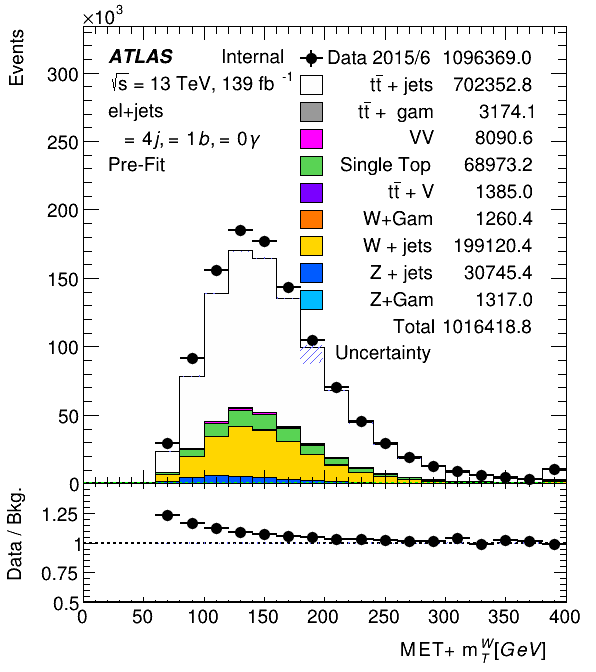 ×10³
Events
ATLAS Internal
√s = 13 TeV, 139 fb⁻¹
el+jets
= 4j, = 1b, = 0γ
Pre-Fit
Data 2015/6 1096369.0
tt̄ + jets 702352.8
tt̄ + gam 3174.1
VV 8090.6
Single Top 68973.2
tt̄ + V 1385.0
W+Gam 1260.4
W + jets 199120.4
Z + jets 30745.4
Z+Gam 1317.0
Total 1016418.8
Uncertainty
300
250
200
150
100
50
0
Data / Bkg.
1.25
1
0.75
0.5
0 50 100 150 200 250 300 350 400
MET+ m_T^W[GeV]